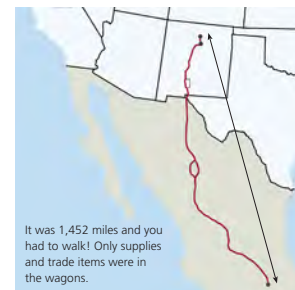 It was 1,452 miles and you
had to walk! Only supplies
and trade items were in
the wagons.